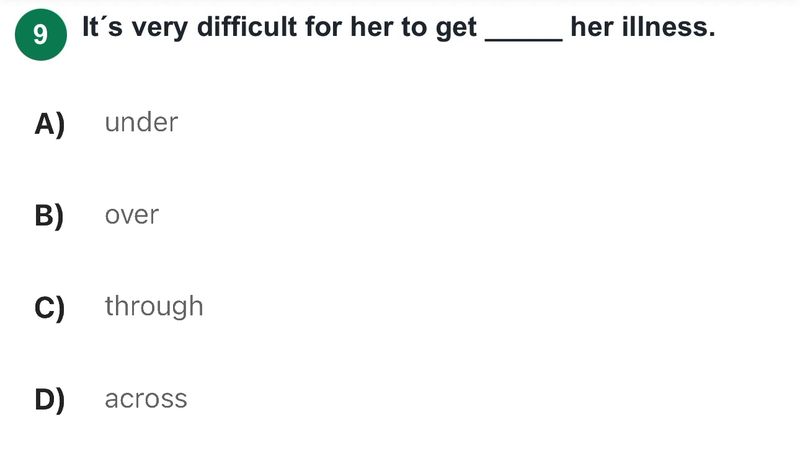 9 It´s very difficult for her to get _____ her illness.
A) under
B) over
C) through
D) across